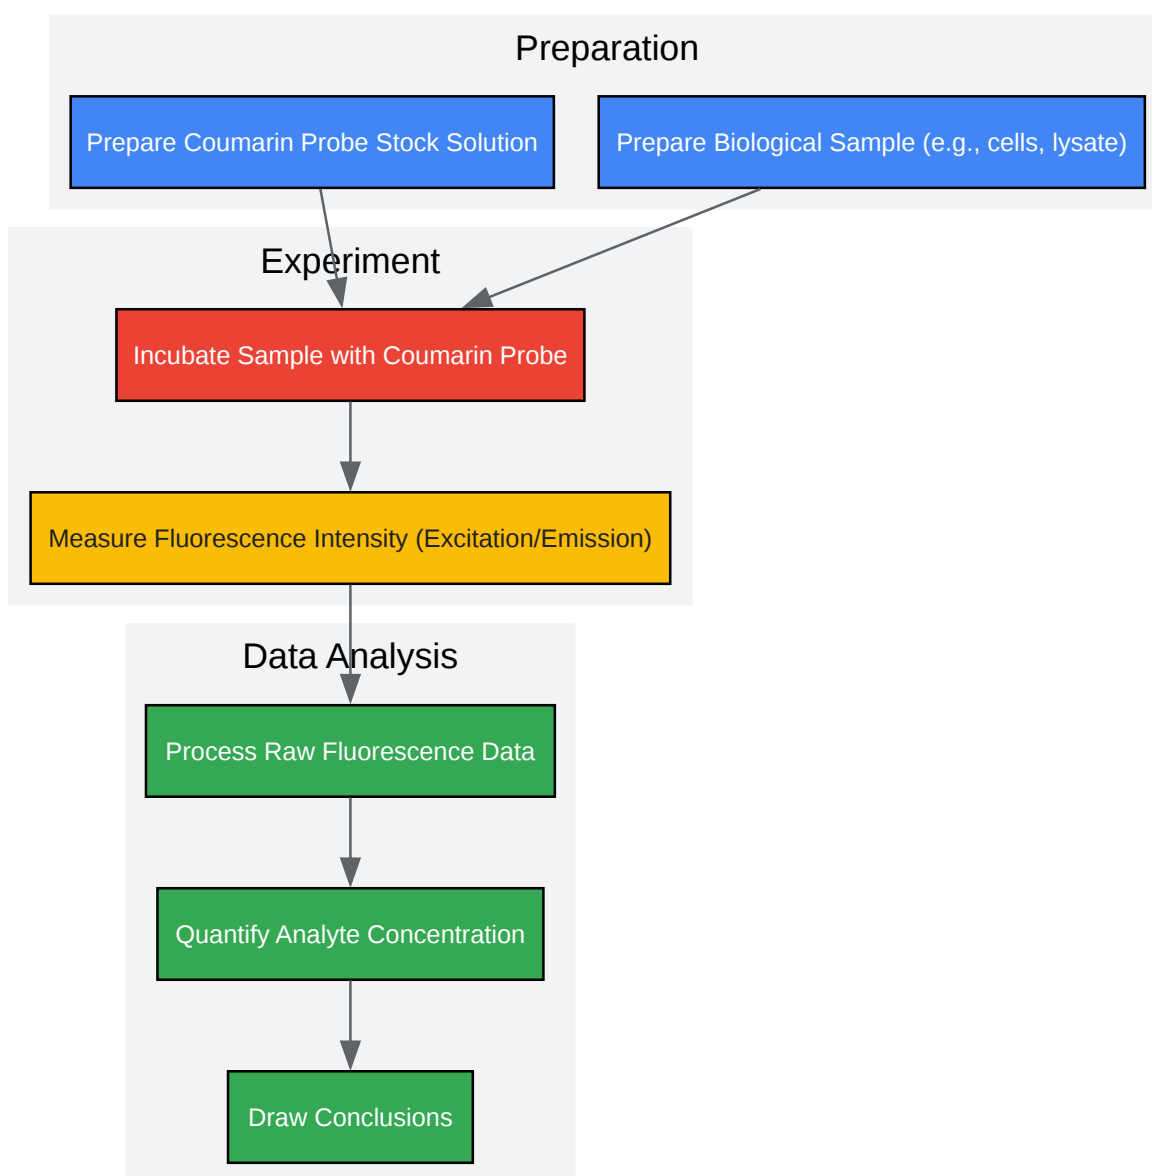 Preparation
Prepare Coumarin Probe Stock Solution
Prepare Biological Sample (e.g., cells, lysate)
Experiment
Incubate Sample with Coumarin Probe
Measure Fluorescence Intensity (Excitation/Emission)
Data Analysis
Process Raw Fluorescence Data
Quantify Analyte Concentration
Draw Conclusions